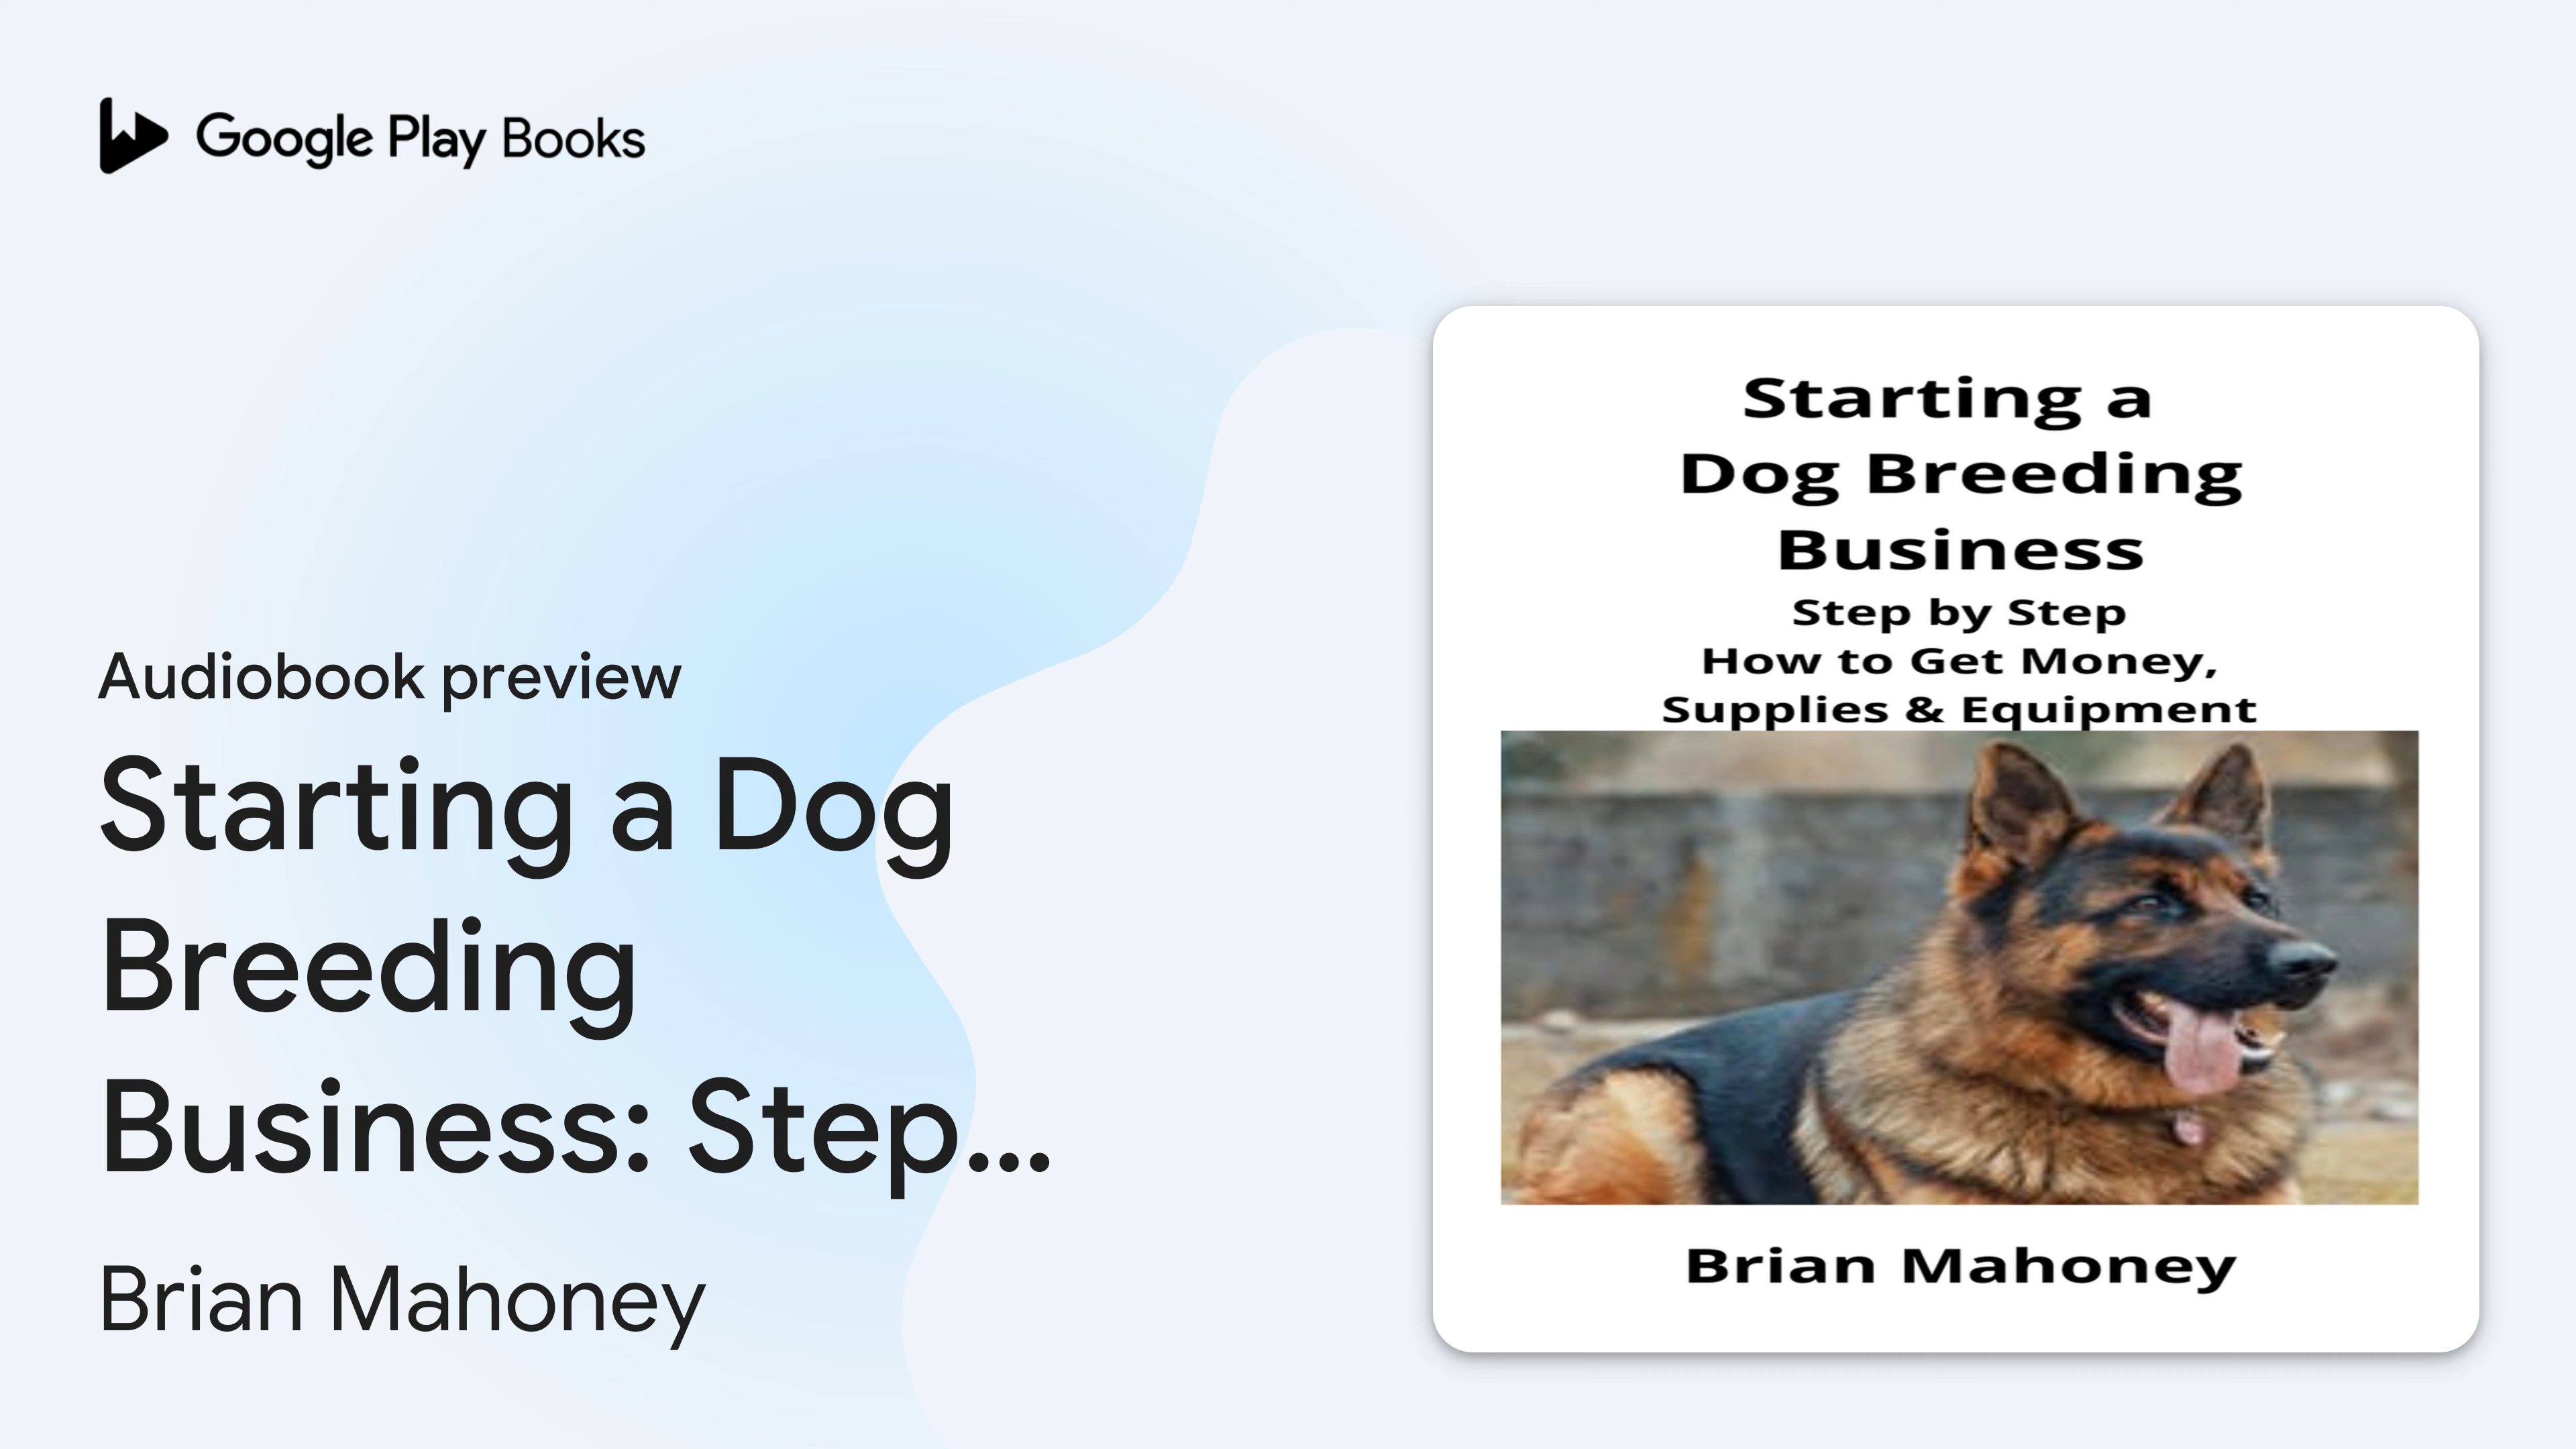 Google Play Books
Audiobook preview
Starting a Dog
Breeding
Business: Step...
Brian Mahoney
Starting a
Dog Breeding
Business
Step by Step
How to Get Money,
Supplies & Equipment
Brian Mahoney